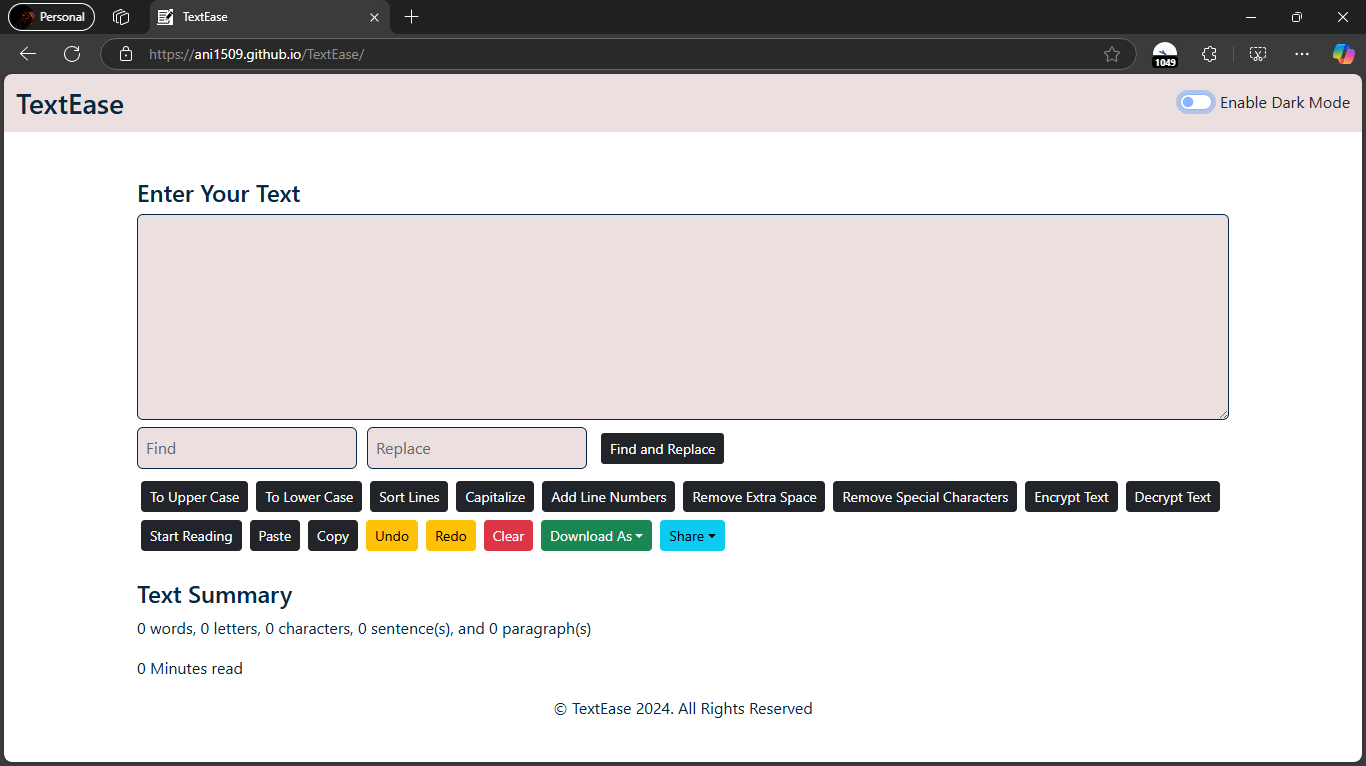 Personal
TextEase
https://ani1509.github.io/TextEase/
1049
TextEase
Enable Dark Mode
Enter Your Text
Find Replace Find and Replace
To Upper Case To Lower Case Sort Lines Capitalize Add Line Numbers Remove Extra Space Remove Special Characters Encrypt Text Decrypt Text
Start Reading Paste Copy Undo Redo Clear Download As Share
Text Summary
0 words, 0 letters, 0 characters, 0 sentence(s), and 0 paragraph(s)
0 Minutes read
© TextEase 2024. All Rights Reserved